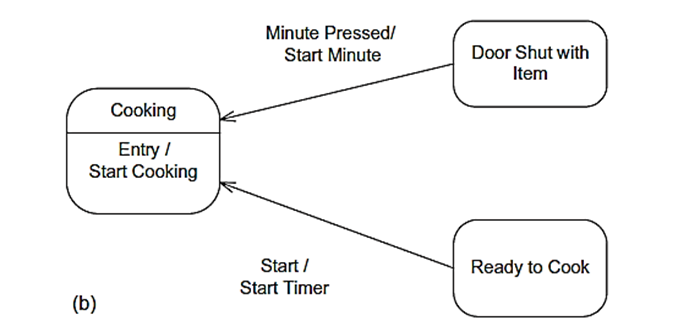 Minute Pressed/
Start Minute
Door Shut with
Item
Cooking
Entry /
Start Cooking
Start /
Start Timer
Ready to Cook
(b)